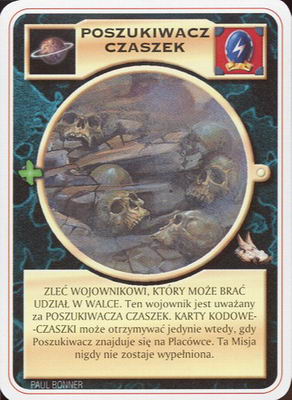 POSZUKIWACZ
CZASZEK
ZLEĆ WOJOWNIKOWI, KTÓRY MOŻE BRAĆ
UDZIAŁ W WALCE. Ten wojownik jest uważany
za POSZUKIWACZA CZASZEK. KARTY KODOWE-
-CZASZKI może otrzymywać jedynie wtedy, gdy
Poszukiwacz znajduje się na Placówce. Ta Misja
nigdy nie zostaje wypełniona.
PAUL BONNER